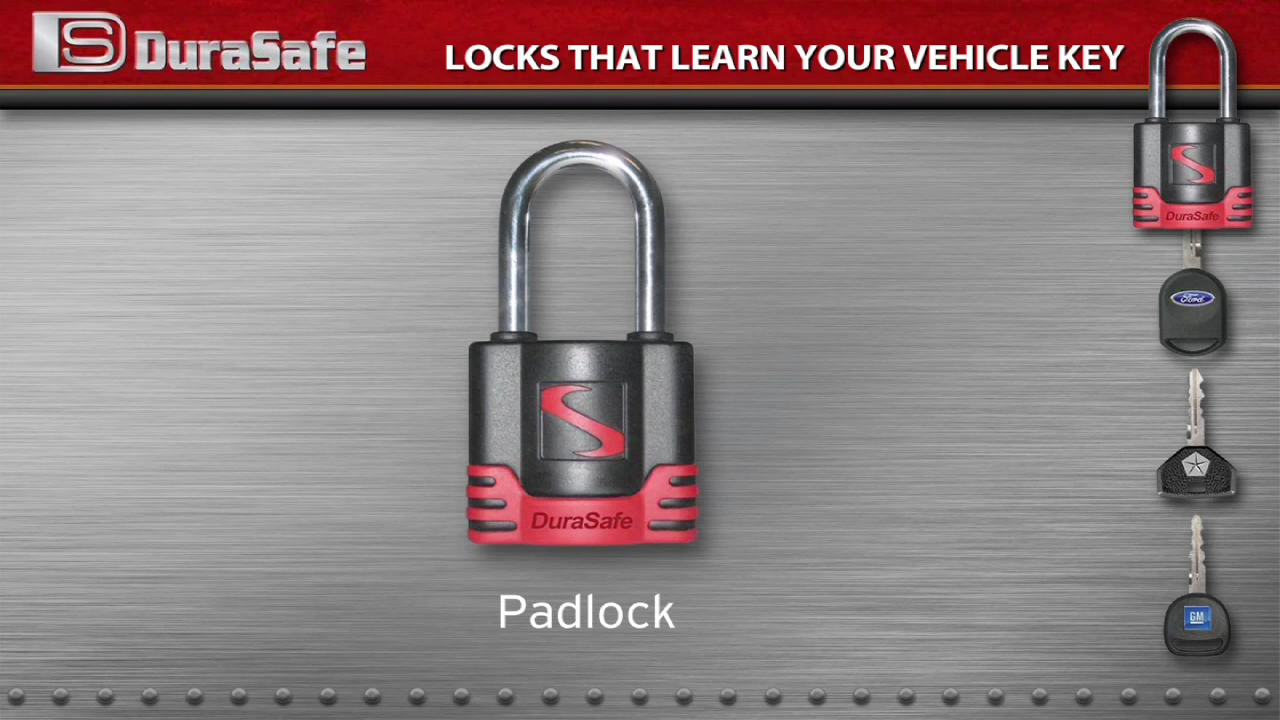 DuraSafe
LOCKS THAT LEARN YOUR VEHICLE KEY
DuraSafe
Ford
DuraSafe
GM
Padlock